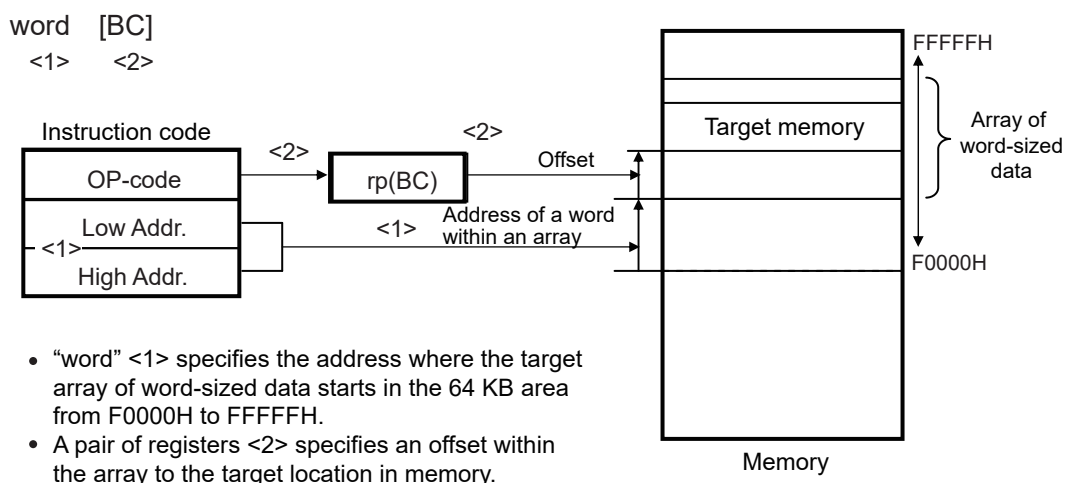 word [BC]
<1> <2>
FFFFFH
Instruction code
<2>
<2>
Target memory
Array of
word-sized
data
OP-code
rp(BC)
Offset
Low Addr.
<1>
Address of a word
within an array
<1>
High Addr.
F0000H
• “word” <1> specifies the address where the target
array of word-sized data starts in the 64 KB area
from F0000H to FFFFFH.
• A pair of registers <2> specifies an offset within
the array to the target location in memory.
Memory